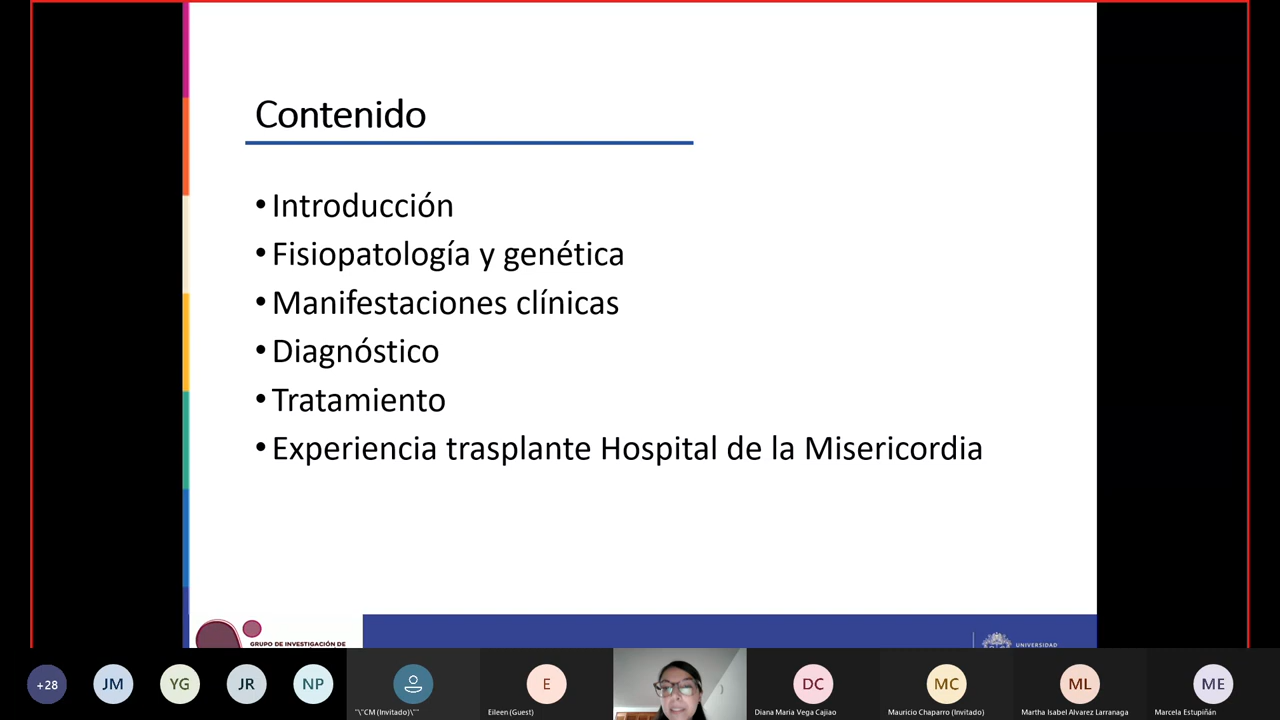 Contenido
• Introducción
• Fisiopatología y genética
• Manifestaciones clínicas
• Diagnóstico
• Tratamiento
• Experiencia trasplante Hospital de la Misericordia
GRUPO DE INVESTIGACIÓN DE
UNIVERSIDAD
+28
JM
YG
JR
NP
"\"CM (Invitado)\""
E
Eileen (Guest)
DC
Diana Maria Vega Cajiao
MC
Mauricio Chaparro (Invitado)
ML
Martha Isabel Alvarez Larranaga
ME
Marcela Estupiñán